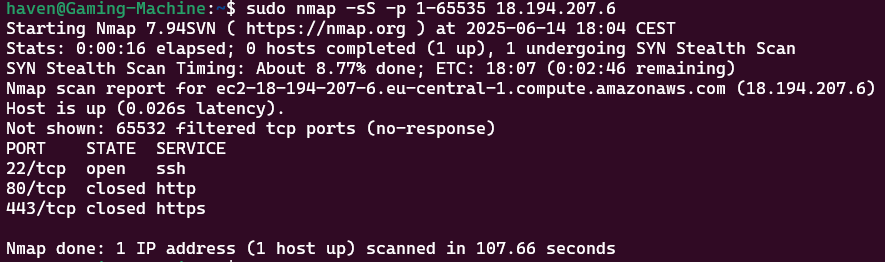 haven@Gaming-Machine:~$ sudo nmap -sS -p 1-65535 18.194.207.6
Starting Nmap 7.94SVN ( https://nmap.org ) at 2025-06-14 18:04 CEST
Stats: 0:00:16 elapsed; 0 hosts completed (1 up), 1 undergoing SYN Stealth Scan
SYN Stealth Scan Timing: About 8.77% done; ETC: 18:07 (0:02:46 remaining)
Nmap scan report for ec2-18-194-207-6.eu-central-1.compute.amazonaws.com (18.194.207.6)
Host is up (0.026s latency).
Not shown: 65532 filtered tcp ports (no-response)
PORT    STATE  SERVICE
22/tcp  open   ssh
80/tcp  closed http
443/tcp closed https
Nmap done: 1 IP address (1 host up) scanned in 107.66 seconds